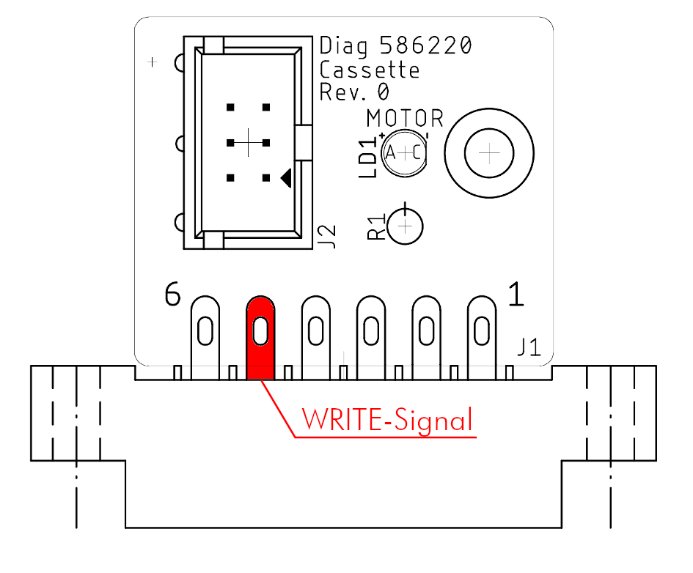 Diag 586220
Cassette
Rev. 0
MOTOR
LD1
A C
R1
J2
6
1
J1
WRITE-Signal